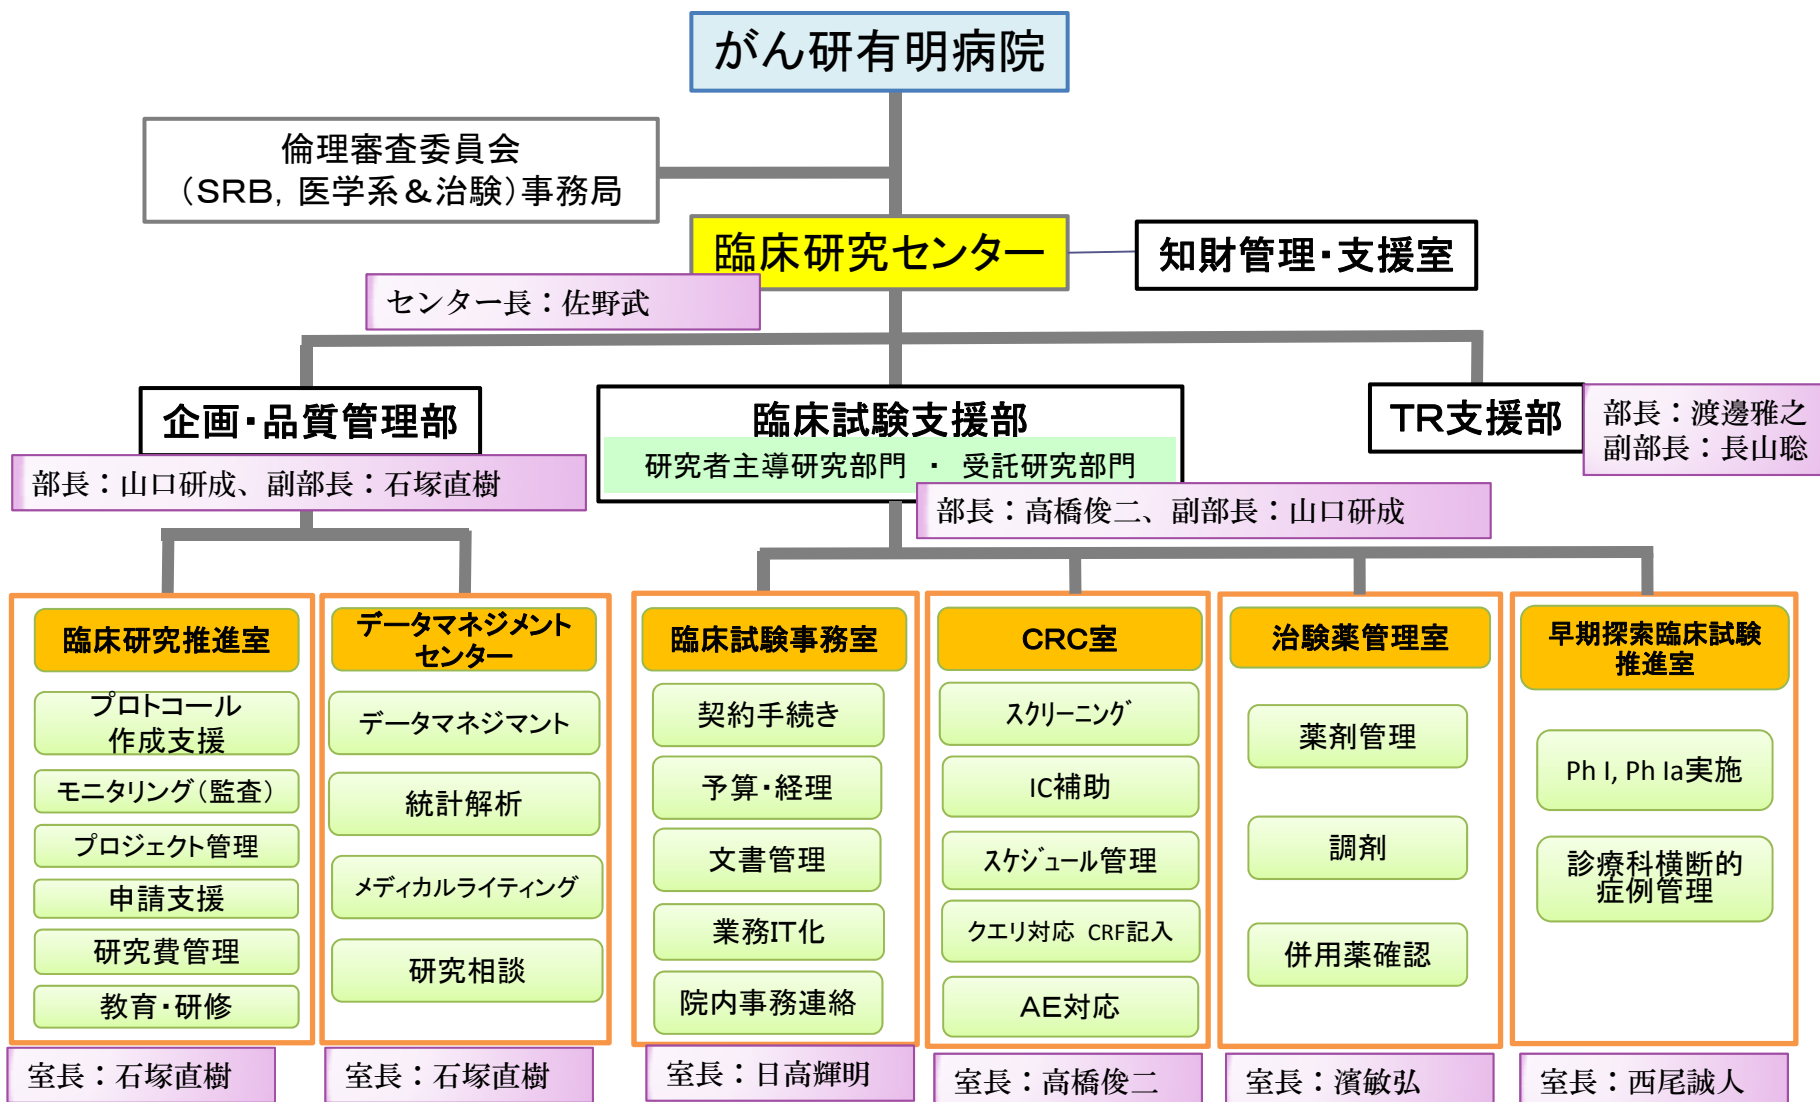 がん研有明病院
倫理審査委員会
（SRB，医学系＆治験）事務局
臨床研究センター
知財管理・支援室
センター長：佐野武
企画・品質管理部
部長：山口研成、副部長：石塚直樹
臨床試験支援部
研究者主導研究部門 ・ 受託研究部門
部長：高橋俊二、副部長：山口研成
TR支援部
部長：渡邊雅之
副部長：長山聡
臨床研究推進室
プロトコール
作成支援
モニタリング（監査）
プロジェクト管理
申請支援
研究費管理
教育・研修
室長：石塚直樹
データマネジメント
センター
データマネジマント
統計解析
メディカルライティング
研究相談
室長：石塚直樹
臨床試験事務室
契約手続き
予算・経理
文書管理
業務IT化
院内事務連絡
室長：日高輝明
CRC室
ｽｸﾘｰﾆﾝｸﾞ
IC補助
ｽｹｼﾞｭｰﾙ管理
クエリ対応 CRF記入
AE対応
室長：高橋俊二
治験薬管理室
薬剤管理
調剤
併用薬確認
室長：濱敏弘
早期探索臨床試験
推進室
Ph I, Ph Ia実施
診療科横断的
症例管理
室長：西尾誠人